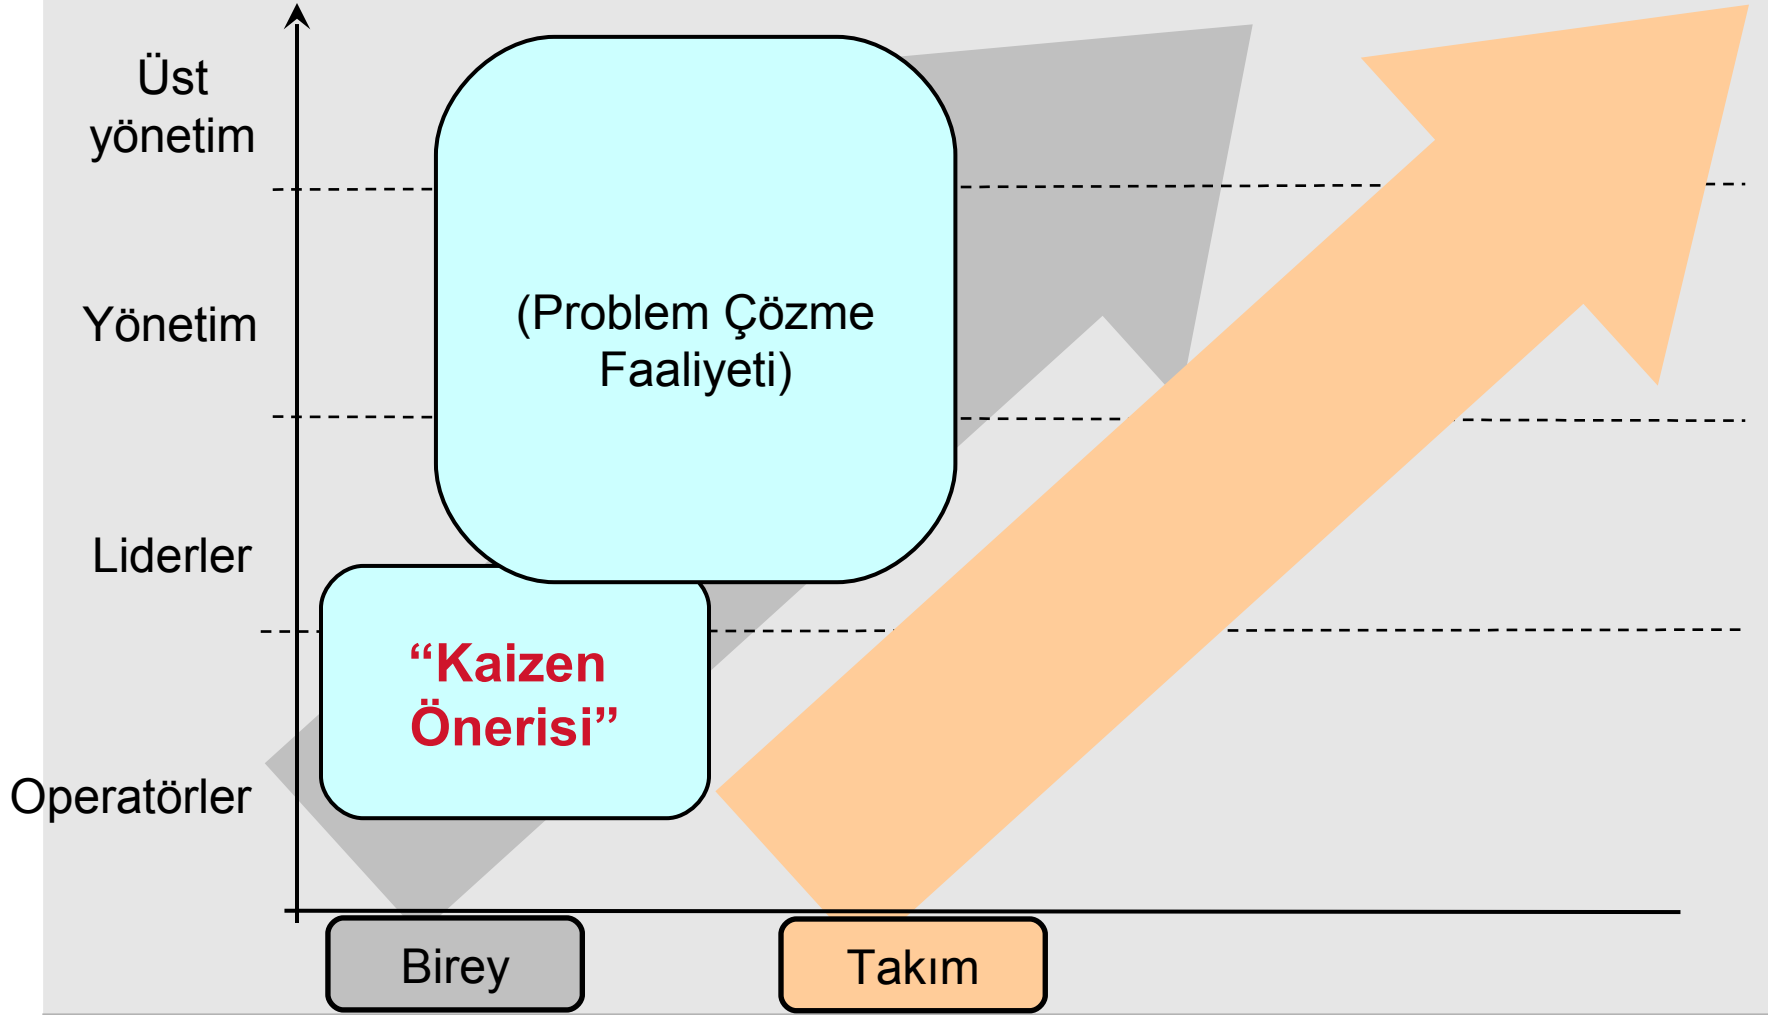 Üst
yönetim
Yönetim
(Problem Çözme
Faaliyeti)
Liderler
“Kaizen
Önerisi”
Operatörler
Birey
Takım